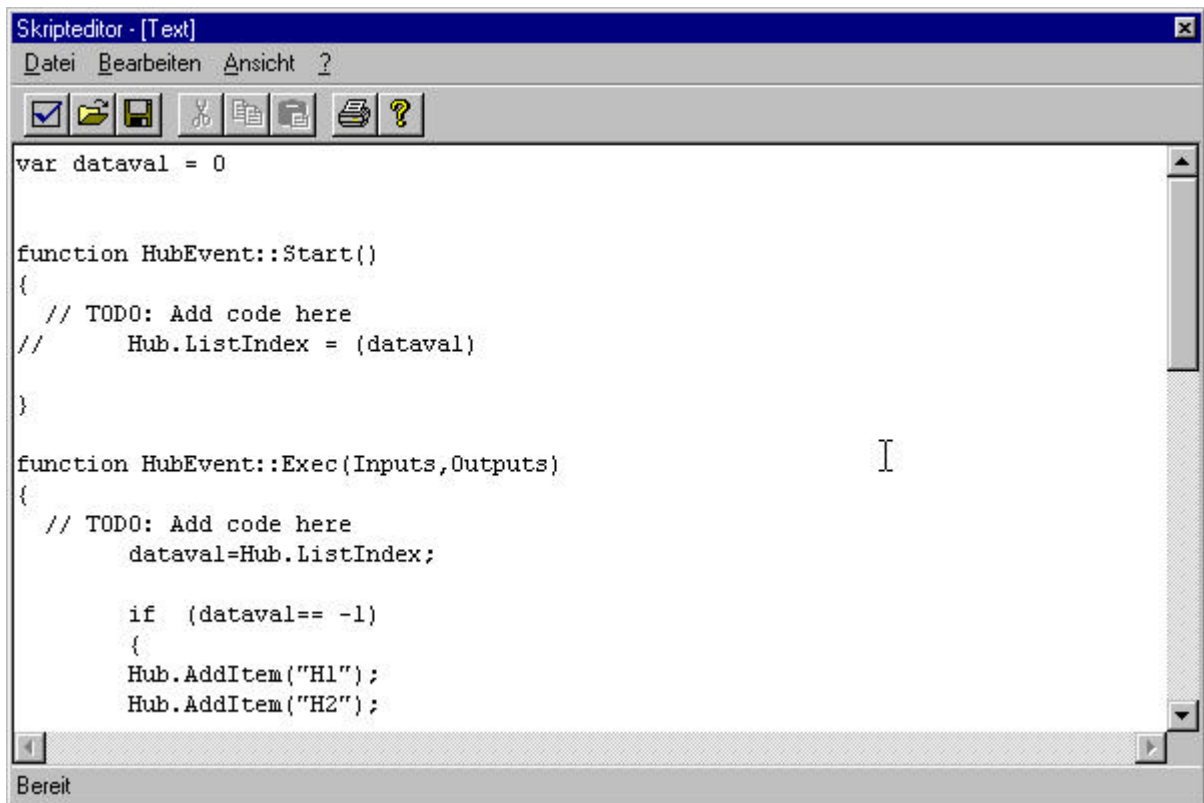 Skripteditor - [Text]
Datei Bearbeiten Ansicht ?
var dataval = 0
function HubEvent::Start()
{
// TODO: Add code here
// Hub.ListIndex = (dataval)
}
function HubEvent::Exec(Inputs,Outputs)
{
// TODO: Add code here
dataval=Hub.ListIndex;
if (dataval== -1)
{
Hub.AddItem("H1");
Hub.AddItem("H2");
Bereit